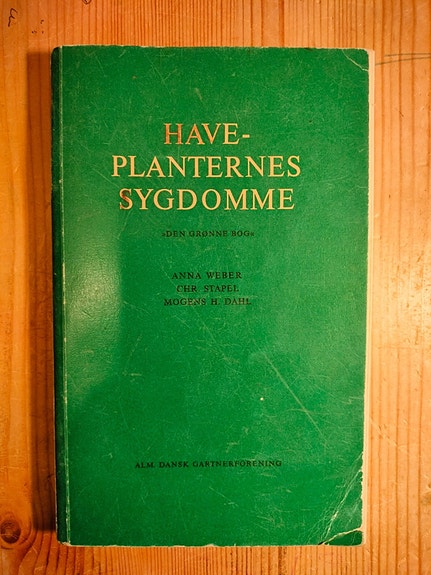 HAVE-
PLANTERNES
SYGDOMME
»DEN GRØNNE BOG«
ANNA WEBER
CHR. STAPEL
MOGENS H. DAHL
ALM. DANSK GARTNERFORENING